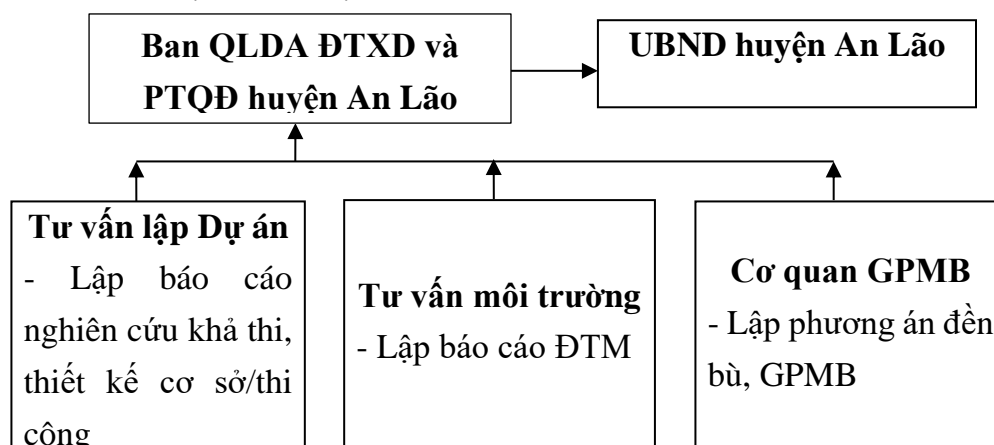 Ban QLDA ĐTXD và
PTQĐ huyện An Lão
UBND huyện An Lão
Tư vấn lập Dự án
- Lập báo cáo
nghiên cứu khả thi,
thiết kế cơ sở/thi
công
Tư vấn môi trường
- Lập báo cáo ĐTM
Cơ quan GPMB
- Lập phương án đền
bù, GPMB